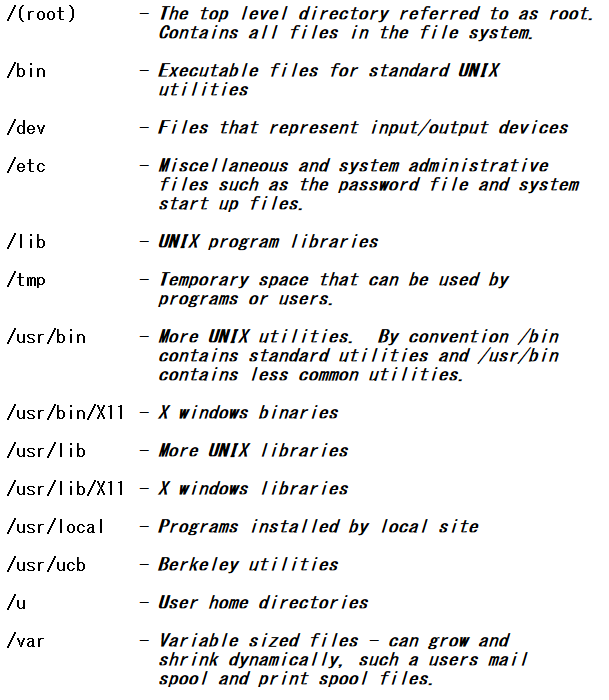 /(root) - The top level directory referred to as root.
Contains all files in the file system.
/bin - Executable files for standard UNIX
utilities
/dev - Files that represent input/output devices
/etc - Miscellaneous and system administrative
files such as the password file and system
start up files.
/lib - UNIX program libraries
/tmp - Temporary space that can be used by
programs or users.
/usr/bin - More UNIX utilities. By convention /bin
contains standard utilities and /usr/bin
contains less common utilities.
/usr/bin/X11 - X windows binaries
/usr/lib - More UNIX libraries
/usr/lib/X11 - X windows libraries
/usr/local - Programs installed by local site
/usr/ucb - Berkeley utilities
/u - User home directories
/var - Variable sized files - can grow and
shrink dynamically, such a users mail
spool and print spool files.